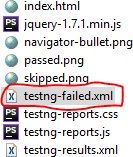 index.html
jquery-1.7.1.min.js
navigator-bullet.png
passed.png
skipped.png
testng-failed.xml
testng-reports.css
testng-reports.js
testng-results.xml